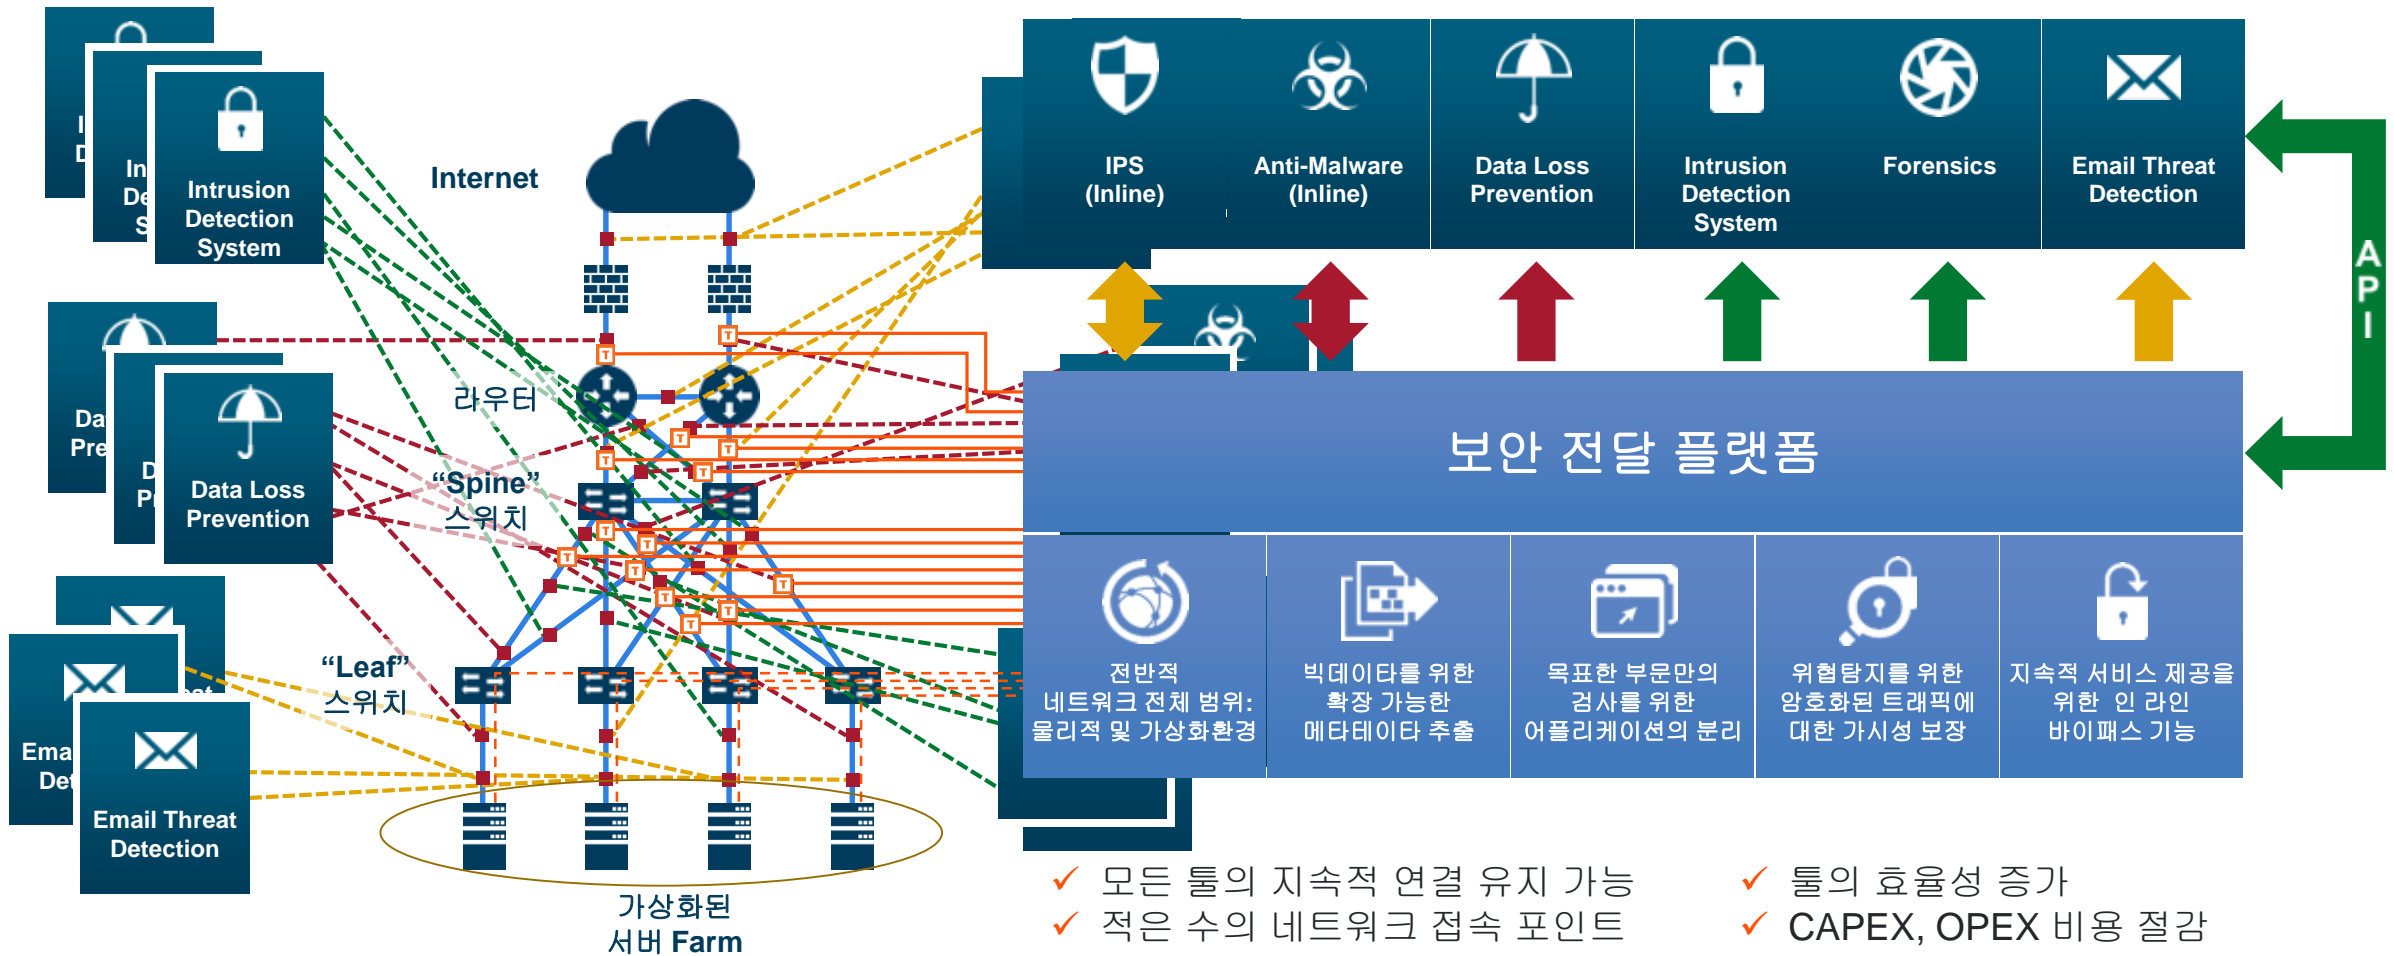 Intrusion
Detection
System
Data Loss
Prevention
Email Threat
Detection
Internet
라우터
“Spine”
스위치
“Leaf”
스위치
가상화된
서버 Farm
T
T
T
T
T
T
T
T
T
T
T
T
T
T
IPS
(Inline)
Anti-Malware
(Inline)
Data Loss
Prevention
Intrusion
Detection
System
Forensics
Email Threat
Detection
A
P
I
보안 전달 플랫폼
전반적
네트워크 전체 범위:
물리적 및 가상화환경
빅데이타를 위한
확장 가능한
메타테이타 추출
목표한 부문만의
검사를 위한
어플리케이션의 분리
위협탐지를 위한
암호화된 트래픽에
대한 가시성 보장
지속적 서비스 제공을
위한 인 라인
바이패스 기능
✓ 모든 툴의 지속적 연결 유지 가능
✓ 적은 수의 네트워크 접속 포인트
✓ 툴의 효율성 증가
✓ CAPEX, OPEX 비용 절감